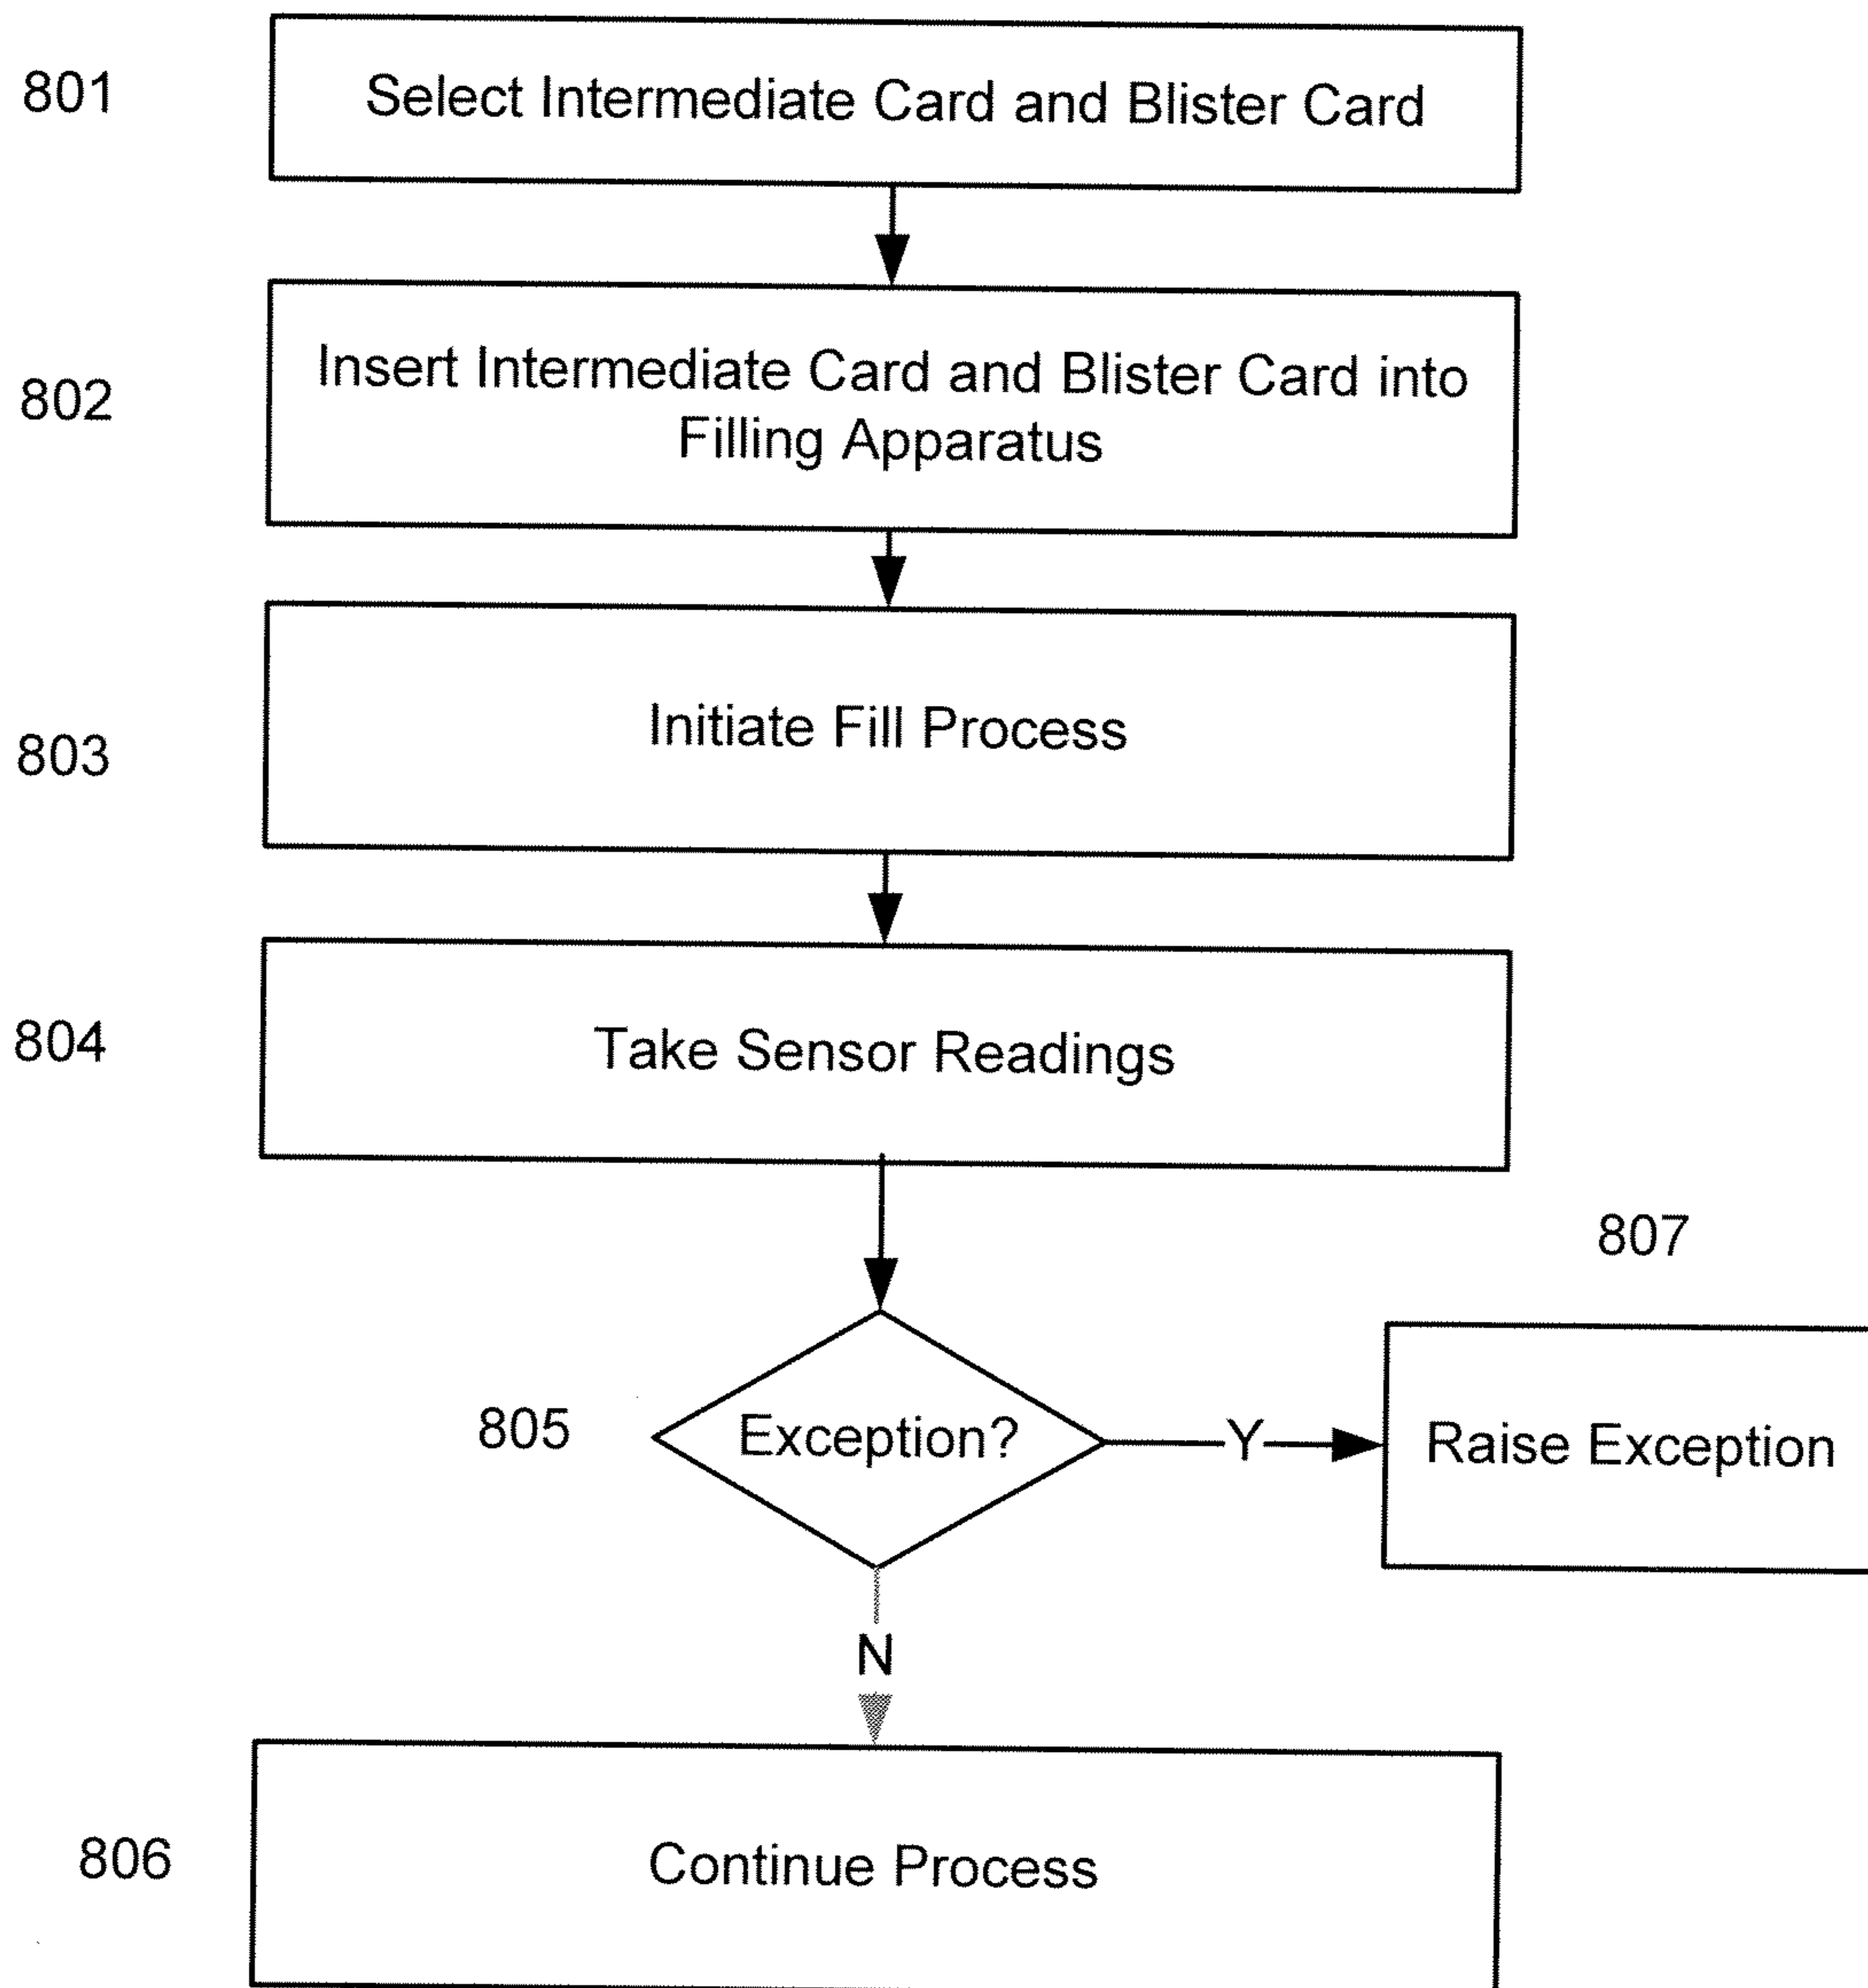 801
Select Intermediate Card and Blister Card
802
Insert Intermediate Card and Blister Card into
Filling Apparatus
803
Initiate Fill Process
804
Take Sensor Readings
807
805
Exception?
Y
Raise Exception
N
806
Continue Process